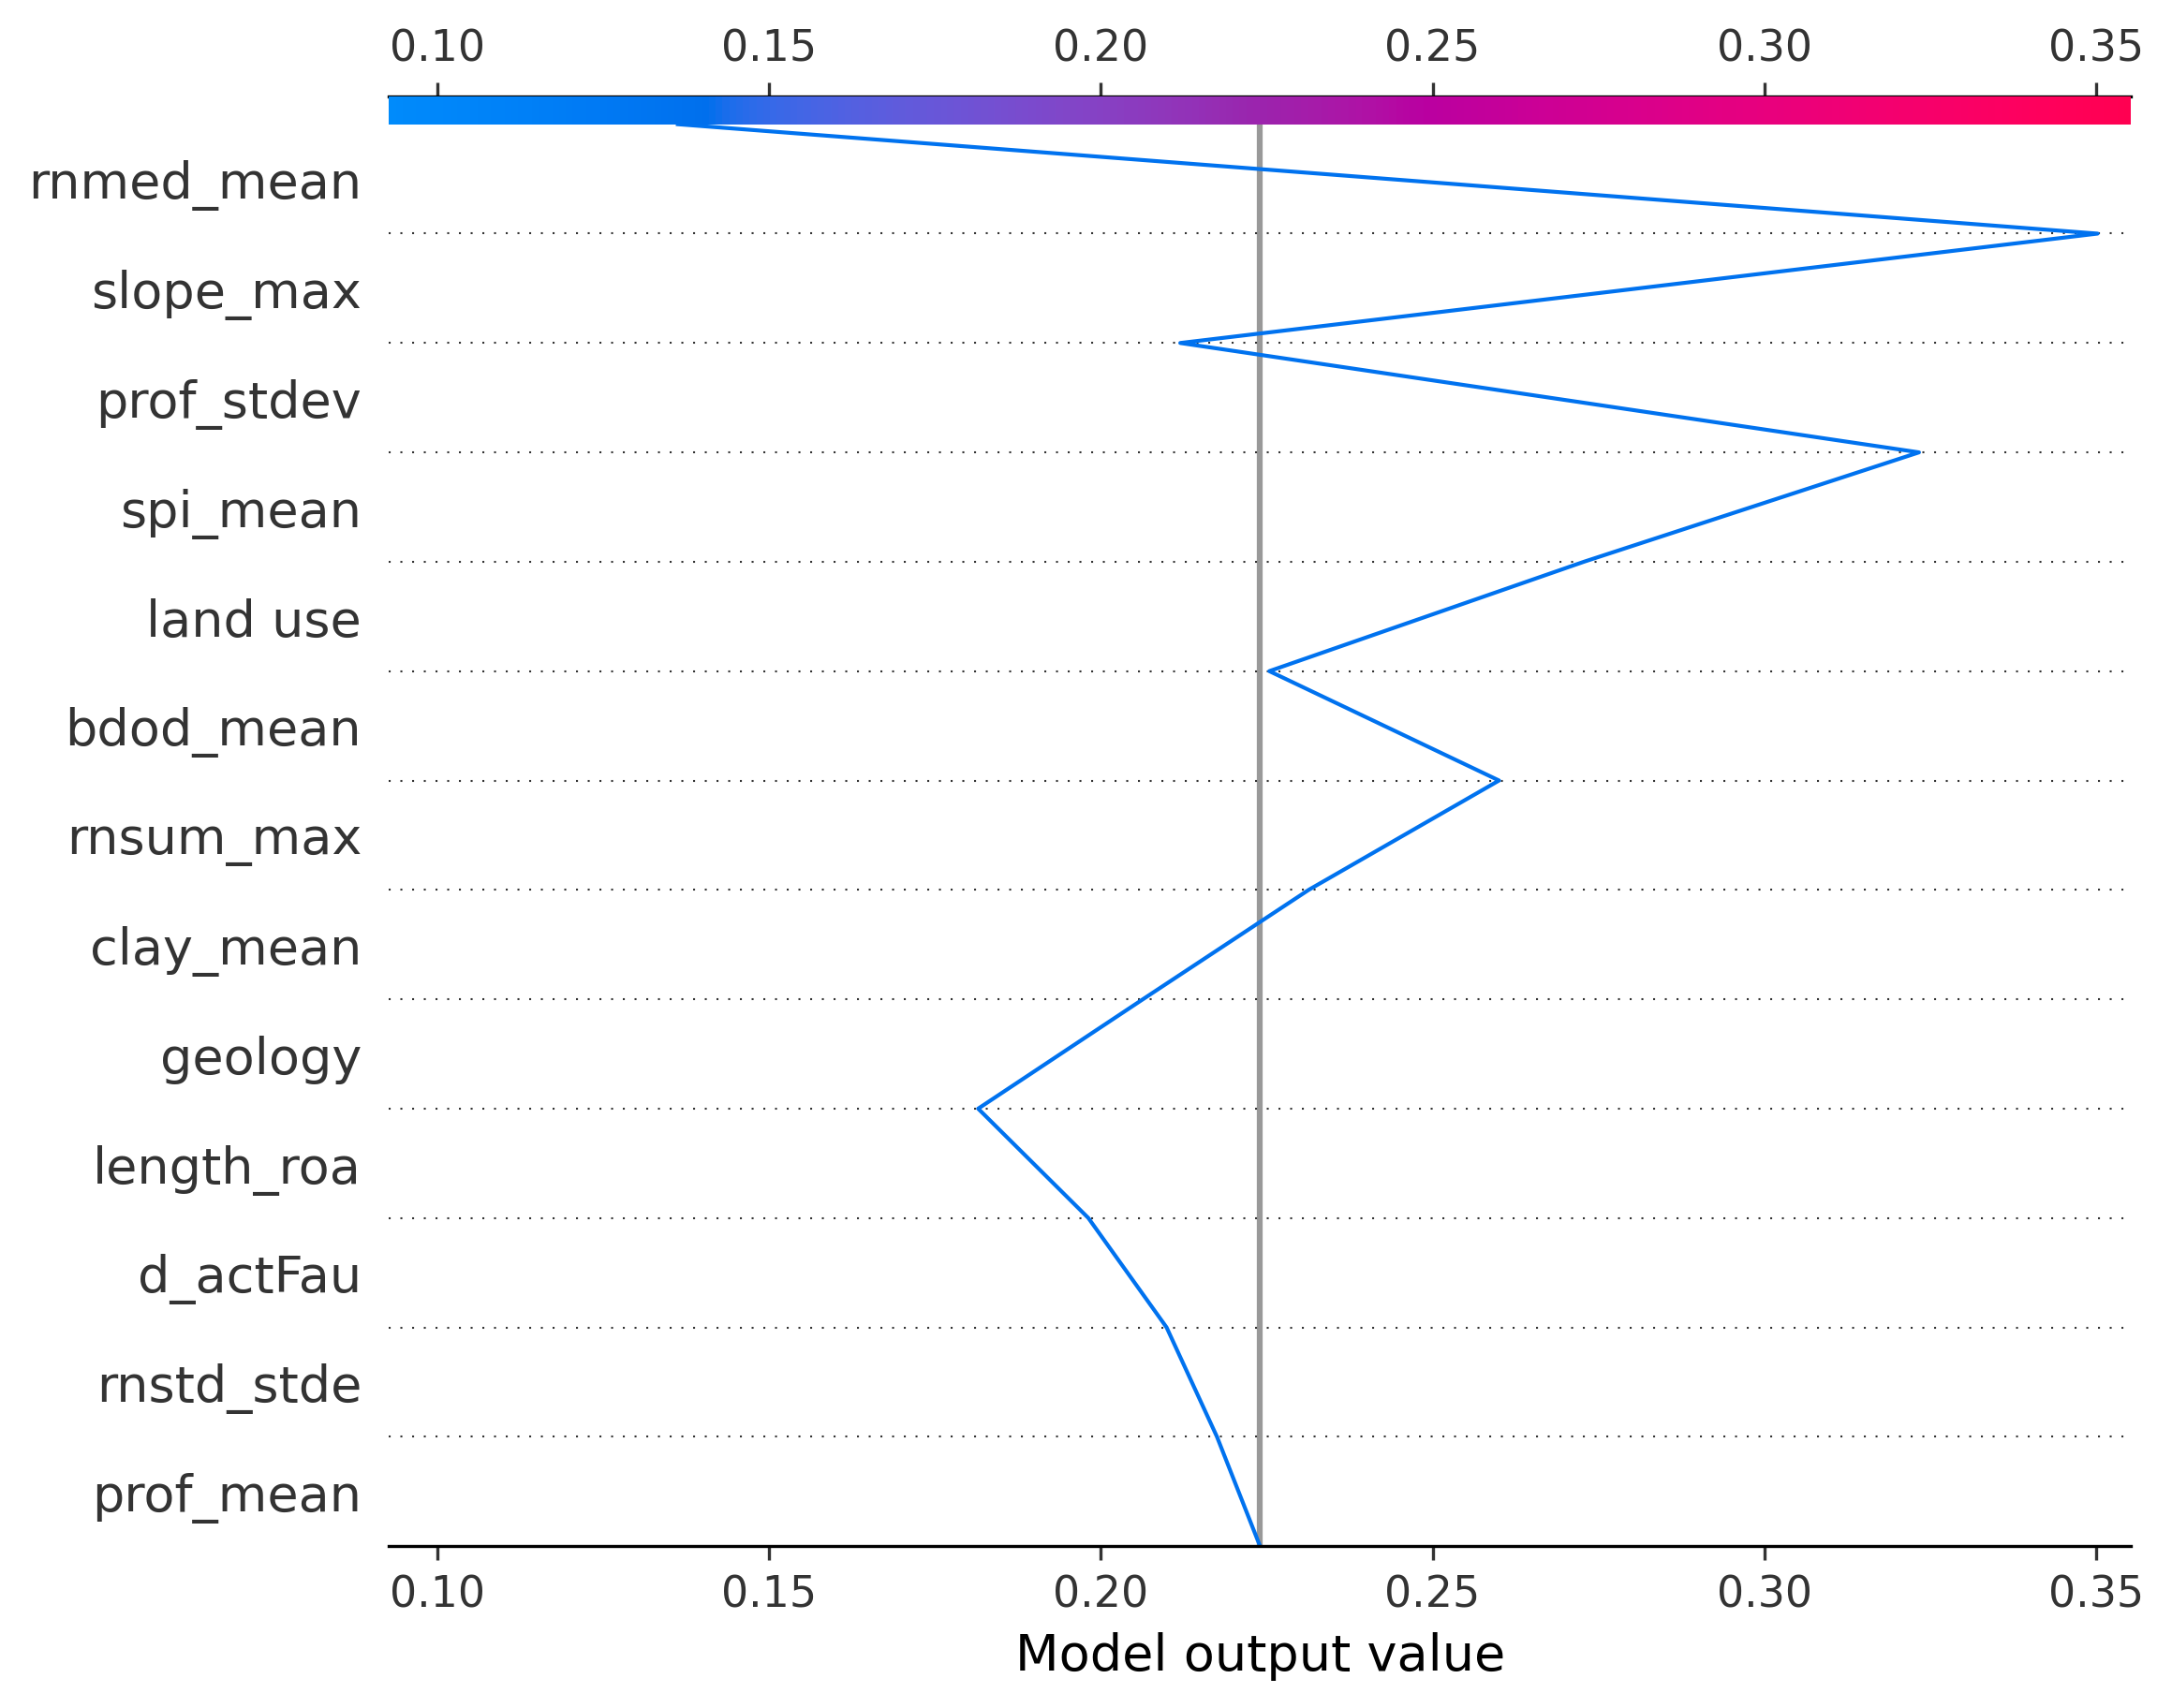 0.10 0.15 0.20 0.25 0.30 0.35
rnmed_mean
slope_max
prof_stdev
spi_mean
land use
bdod_mean
rnsum_max
clay_mean
geology
length_roa
d_actFau
rnstd_stde
prof_mean
0.10 0.15 0.20 0.25 0.30 0.35
Model output value